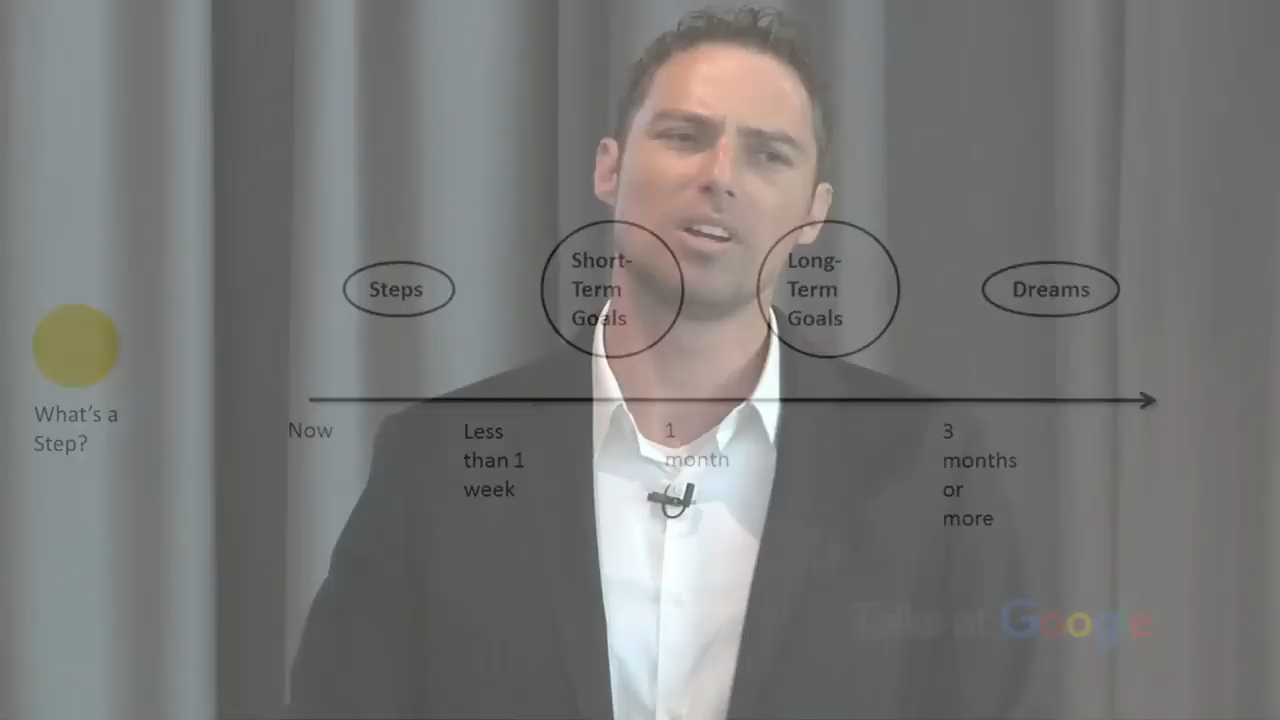 Steps
Short-
Term
Goals
Long-
Term
Goals
Dreams
What's a
Step?
Now
Less
than 1
week
1
month
3
months
or
more
Talks at Google